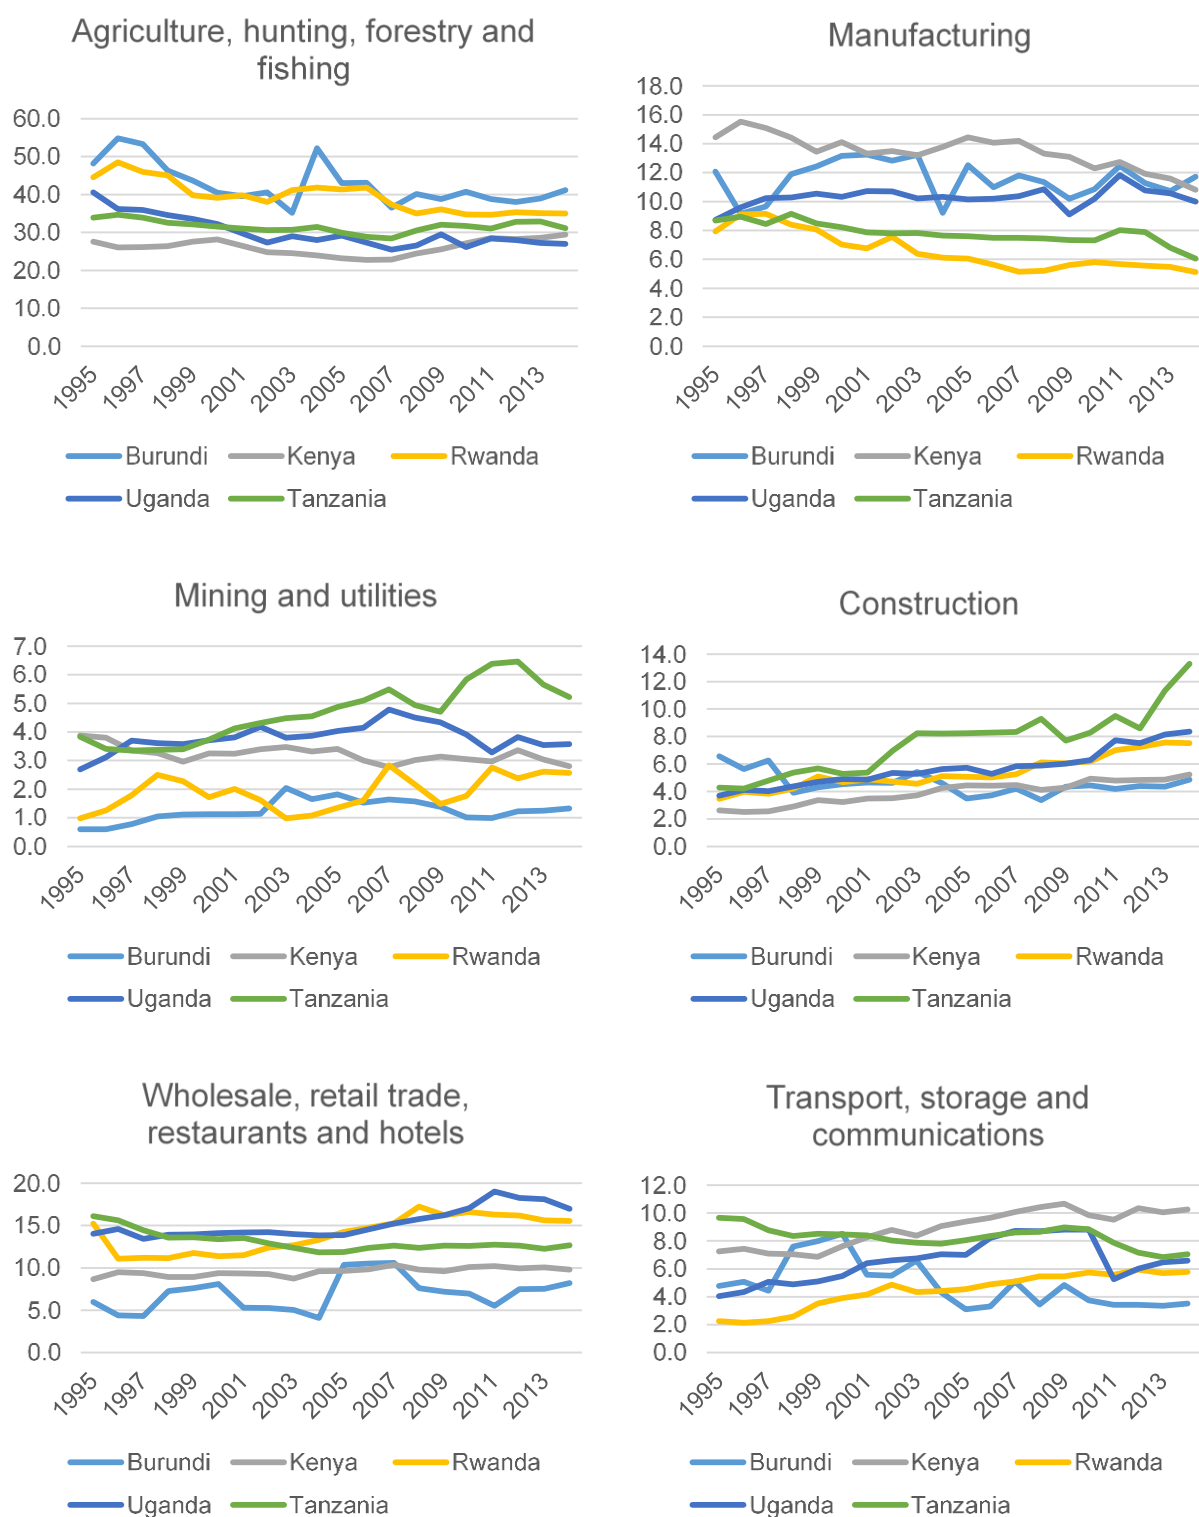 Agriculture, hunting, forestry and
fishing
60.0
50.0
40.0
30.0
20.0
10.0
0.0
1995 1997 1999 2001 2003 2005 2007 2009 2011 2013
Burundi Kenya Rwanda
Uganda Tanzania
Manufacturing
18.0
16.0
14.0
12.0
10.0
8.0
6.0
4.0
2.0
0.0
1995 1997 1999 2001 2003 2005 2007 2009 2011 2013
Burundi Kenya Rwanda
Uganda Tanzania
Mining and utilities
7.0
6.0
5.0
4.0
3.0
2.0
1.0
0.0
1995 1997 1999 2001 2003 2005 2007 2009 2011 2013
Burundi Kenya Rwanda
Uganda Tanzania
Construction
14.0
12.0
10.0
8.0
6.0
4.0
2.0
0.0
1995 1997 1999 2001 2003 2005 2007 2009 2011 2013
Burundi Kenya Rwanda
Uganda Tanzania
Wholesale, retail trade,
restaurants and hotels
20.0
15.0
10.0
5.0
0.0
1995 1997 1999 2001 2003 2005 2007 2009 2011 2013
Burundi Kenya Rwanda
Uganda Tanzania
Transport, storage and
communications
12.0
10.0
8.0
6.0
4.0
2.0
0.0
1995 1997 1999 2001 2003 2005 2007 2009 2011 2013
Burundi Kenya Rwanda
Uganda Tanzania